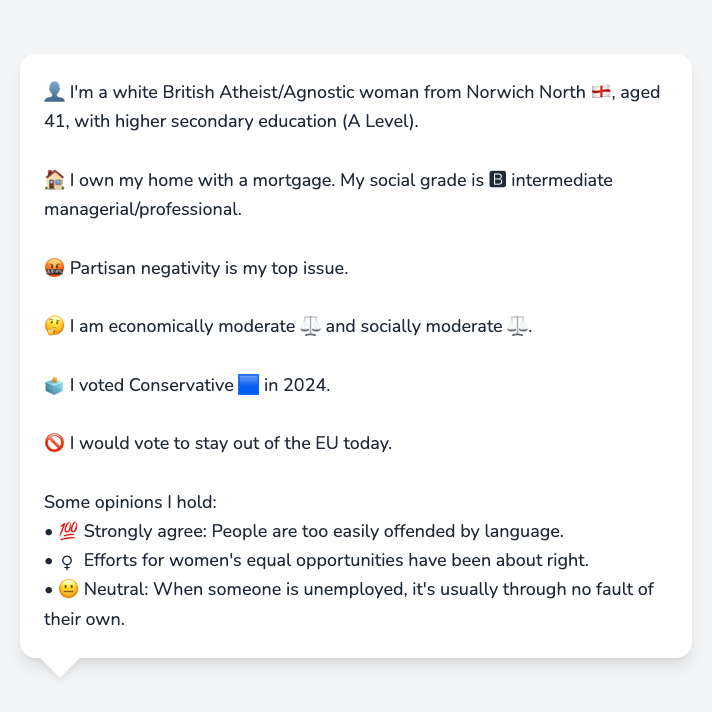 👤 I'm a white British Atheist/Agnostic woman from Norwich North 🏴󠁧󠁢󠁥󠁮󠁧󠁿, aged
41, with higher secondary education (A Level).
🏠 I own my home with a mortgage. My social grade is 🅱 intermediate
managerial/professional.
🤬 Partisan negativity is my top issue.
🤔 I am economically moderate ⚖️ and socially moderate ⚖️.
🗳️ I voted Conservative 🟦 in 2024.
🚫 I would vote to stay out of the EU today.
Some opinions I hold:
• 💯 Strongly agree: People are too easily offended by language.
• ♀ Efforts for women's equal opportunities have been about right.
• 😐 Neutral: When someone is unemployed, it's usually through no fault of
their own.